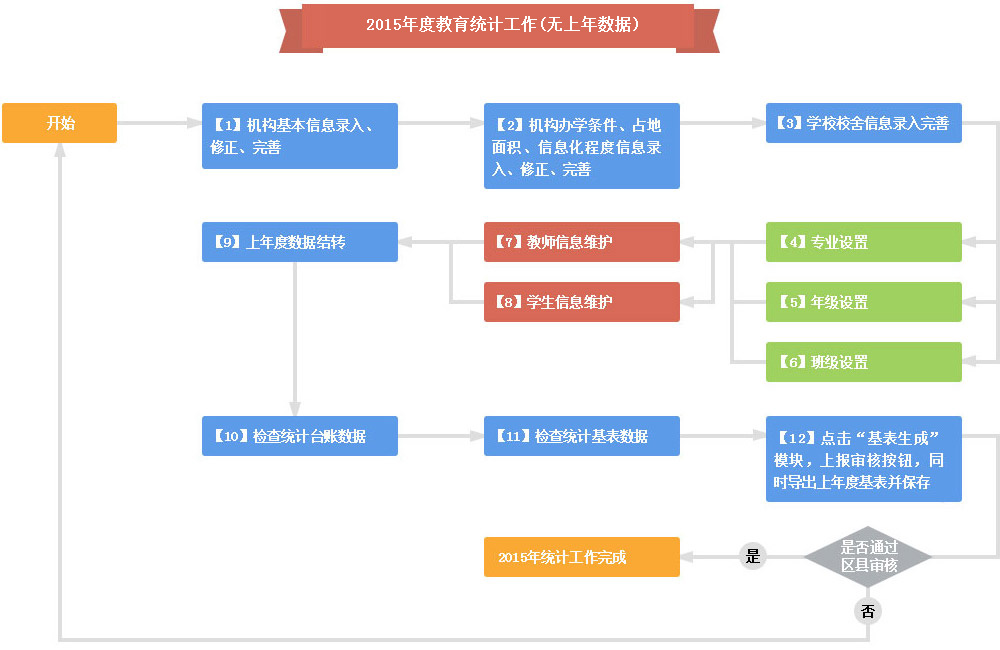 2015年度教育统计工作(无上年数据)
开始
【1】机构基本信息录入、
修正、完善
【2】机构办学条件、占地
面积、信息化程度信息录
入、修正、完善
【3】学校校舍信息录入完善
【9】上年度数据结转
【7】教师信息维护
【4】专业设置
【8】学生信息维护
【5】年级设置
【6】班级设置
【10】检查统计台账数据
【11】检查统计基表数据
【12】点击“基表生成”
模块，上报审核按钮，同
时导出上年度基表并保存
2015年统计工作完成
是
是否通过
区县审核
否